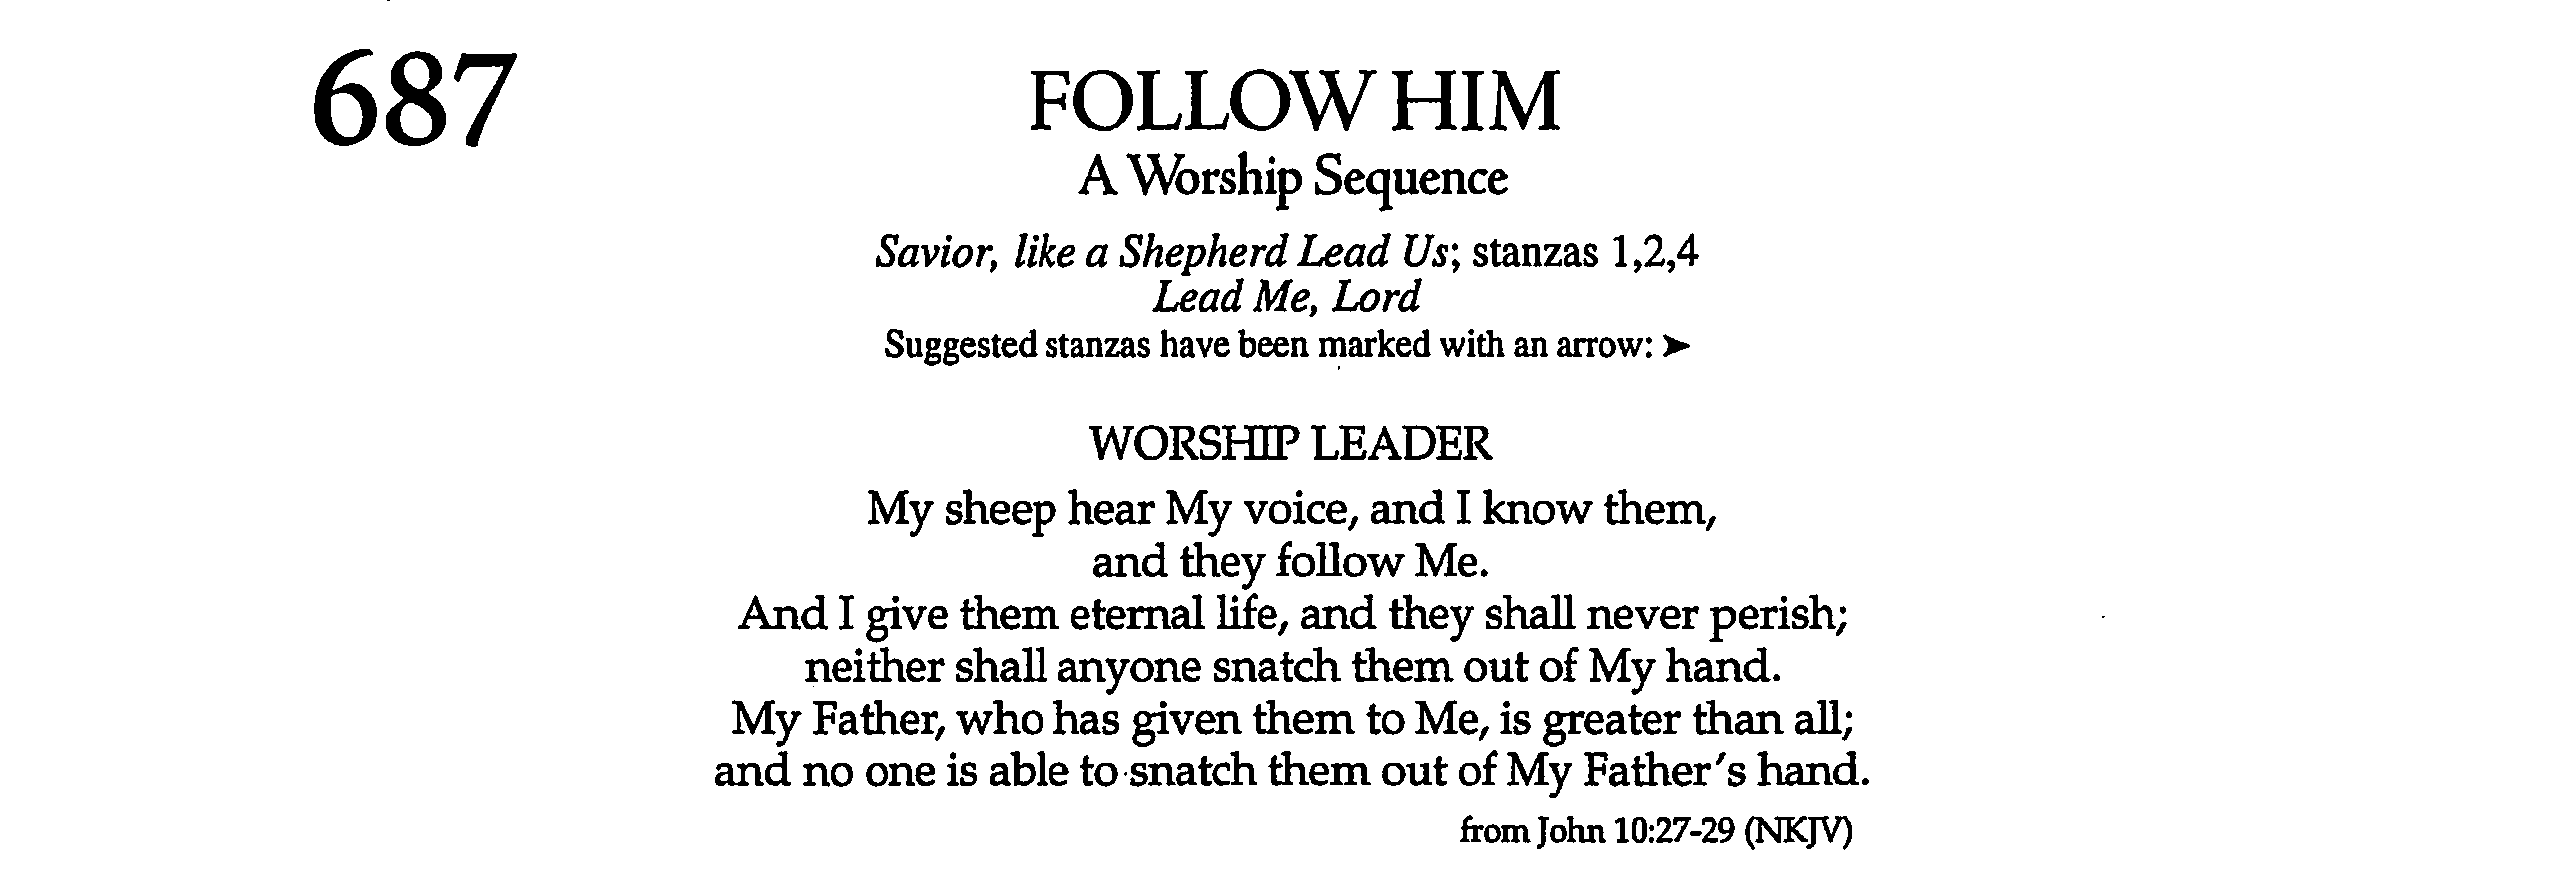 687
FOLLOW HIM
A Worship Sequence
Savior, like a Shepherd Lead Us; stanzas 1,2,4
Lead Me, Lord
Suggested stanzas have been marked with an arrow: ➤
WORSHIP LEADER
My sheep hear My voice, and I know them,
and they follow Me.
And I give them eternal life, and they shall never perish;
neither shall anyone snatch them out of My hand.
My Father, who has given them to Me, is greater than all;
and no one is able to snatch them out of My Father's hand.
from John 10:27-29 (NKJV)